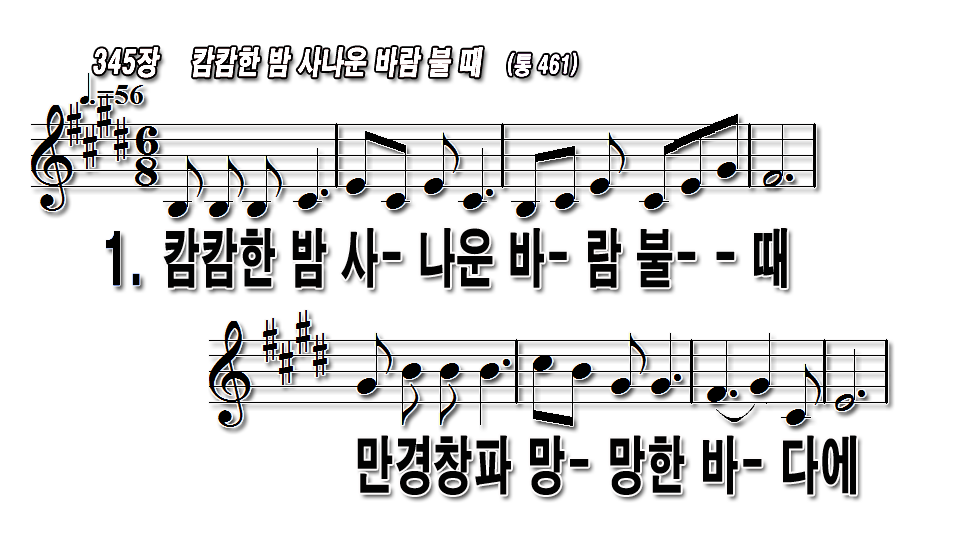 345장 캄캄한 밤 사나운 바람 불 때 (통 461)
♩.=56
6
8
1. 캄캄한 밤 사- 나운 바- 람 불- - 때
만경창파 망- 망한 바- 다에